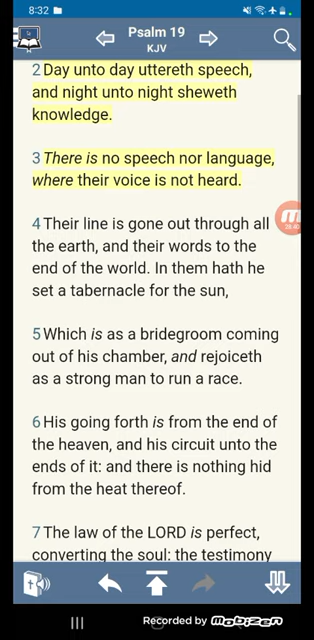 8:32
Psalm 19
KJV
2 Day unto day uttereth speech,
and night unto night sheweth
knowledge.
3 There is no speech nor language,
where their voice is not heard.
4 Their line is gone out through all
the earth, and their words to the
end of the world. In them hath he
set a tabernacle for the sun,
5 Which is as a bridegroom coming
out of his chamber, and rejoiceth
as a strong man to run a race.
6 His going forth is from the end of
the heaven, and his circuit unto the
ends of it: and there is nothing hid
from the heat thereof.
7 The law of the LORD is perfect,
converting the soul: the testimony
Recorded by Mobizen